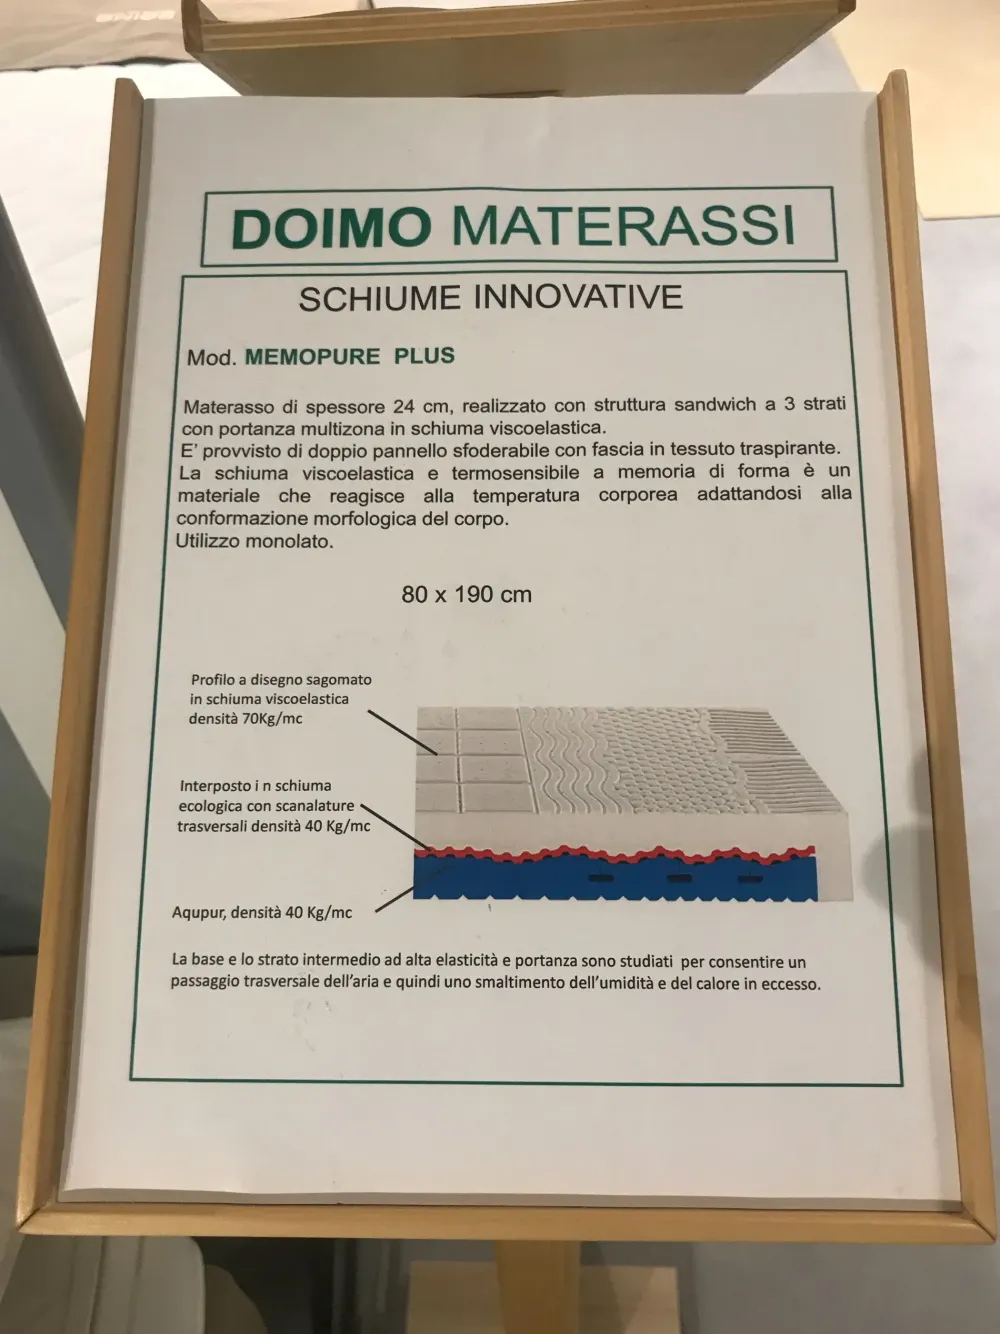 DOIMO MATERASSI
SCHIUME INNOVATIVE
Mod. MEMOPURE PLUS
Materasso di spessore 24 cm, realizzato con struttura sandwich a 3 strati
con portanza multizona in schiuma viscoelastica.
E' provvisto di doppio pannello sfoderabile con fascia in tessuto traspirante.
La schiuma viscoelastica e termosensibile a memoria di forma è un
materiale che reagisce alla temperatura corporea adattandosi alla
conformazione morfologica del corpo.
Utilizzo monolato.
80 x 190 cm
Profilo a disegno sagomato
in schiuma viscoelastica
densità 70Kg/mc
Interposto i n schiuma
ecologica con scanalature
trasversali densità 40 Kg/mc
Aqupur, densità 40 Kg/mc
La base e lo strato intermedio ad alta elasticità e portanza sono studiati per consentire un
passaggio trasversale dell'aria e quindi uno smaltimento dell'umidità e del calore in eccesso.